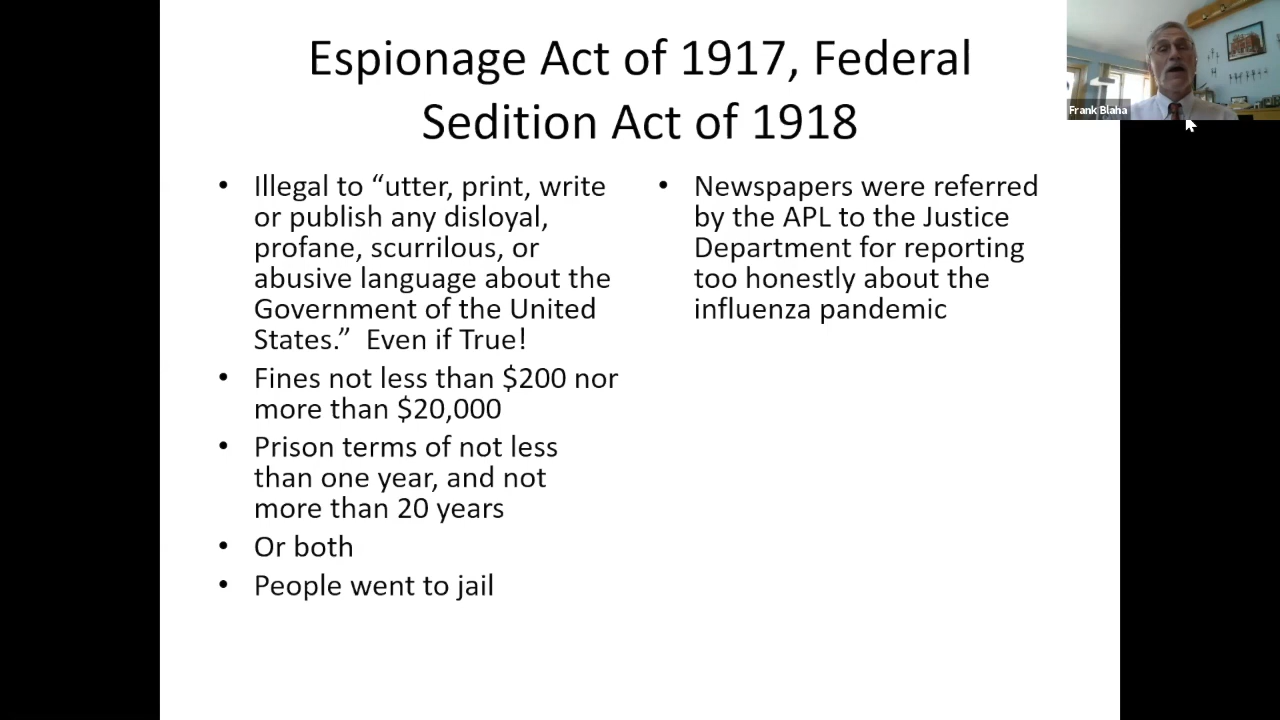 Espionage Act of 1917, Federal
Sedition Act of 1918
Frank Blaha
• Illegal to “utter, print, write
or publish any disloyal,
profane, scurrilous, or
abusive language about the
Government of the United
States.”  Even if True!
• Fines not less than $200 nor
more than $20,000
• Prison terms of not less
than one year, and not
more than 20 years
• Or both
• People went to jail
• Newspapers were referred
by the APL to the Justice
Department for reporting
too honestly about the
influenza pandemic